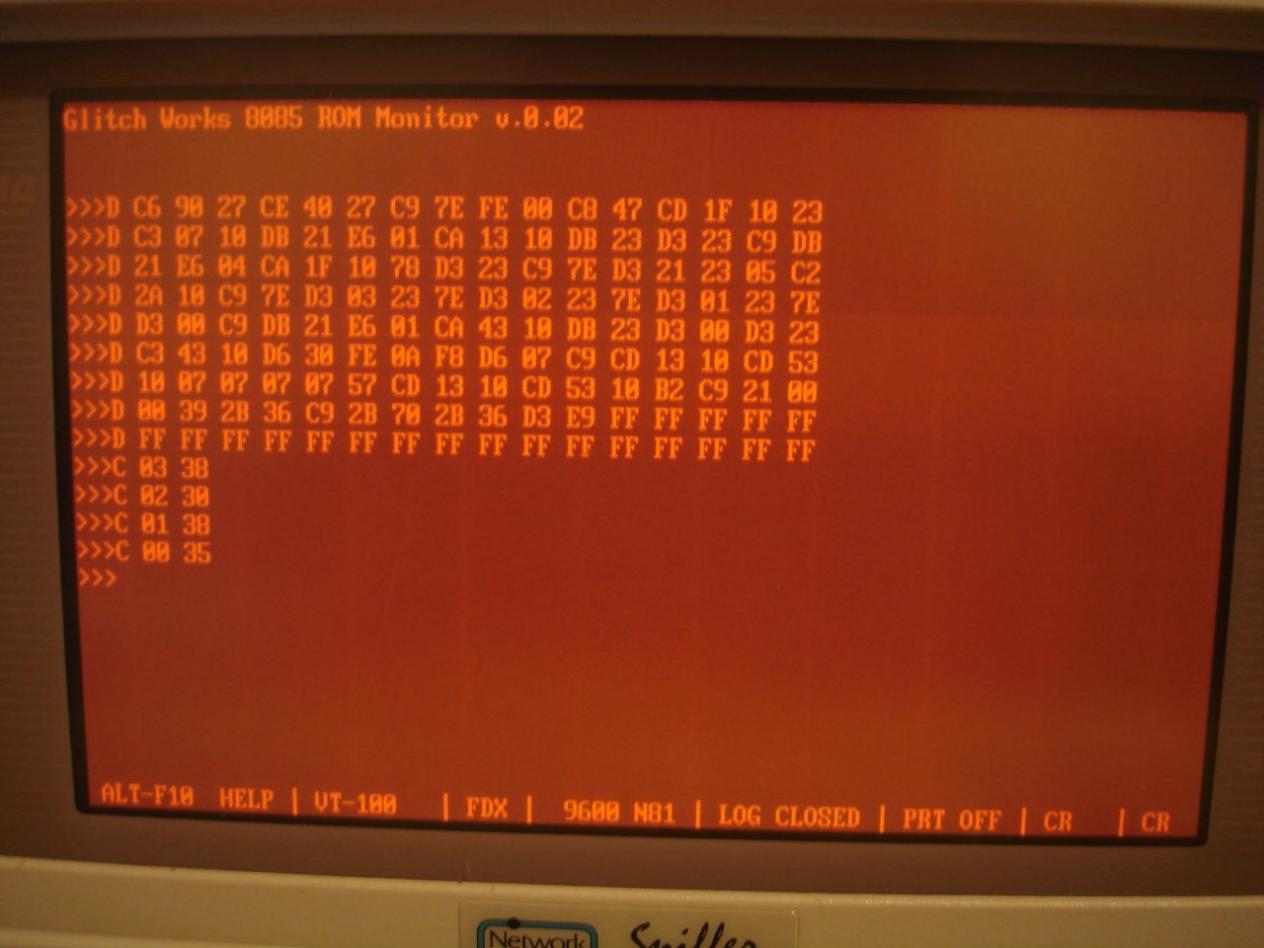 Glitch Works 8085 ROM Monitor v.0.02
>>>D C6 90 27 CE 40 27 C9 7E FE 00 C8 47 CD 1F 10 23
>>>D C3 07 10 DB 21 E6 01 CA 13 10 DB 23 D3 23 C9 DB
>>>D 21 E6 04 CA 1F 10 78 D3 23 C9 7E D3 21 23 05 C2
>>>D 2A 10 C9 7E D3 03 23 7E D3 02 23 7E D3 01 23 7E
>>>D D3 00 C9 DB 21 E6 01 CA 43 10 DB 23 D3 00 D3 23
>>>D C3 43 10 D6 30 FE 0A F8 D6 07 C9 CD 13 10 CD 53
>>>D 10 07 07 07 07 57 CD 13 10 CD 53 10 B2 C9 21 00
>>>D 00 39 2B 36 C9 2B 70 2B 36 D3 E9 FF FF FF FF FF
>>>D FF FF FF FF FF FF FF FF FF FF FF FF FF FF FF FF
>>>C 03 38
>>>C 02 30
>>>C 01 38
>>>C 00 35
>>>
ALT-F10 HELP | VT-100 | FDX | 9600 N81 | LOG CLOSED | PRT OFF | CR | CR
Network Sniffer